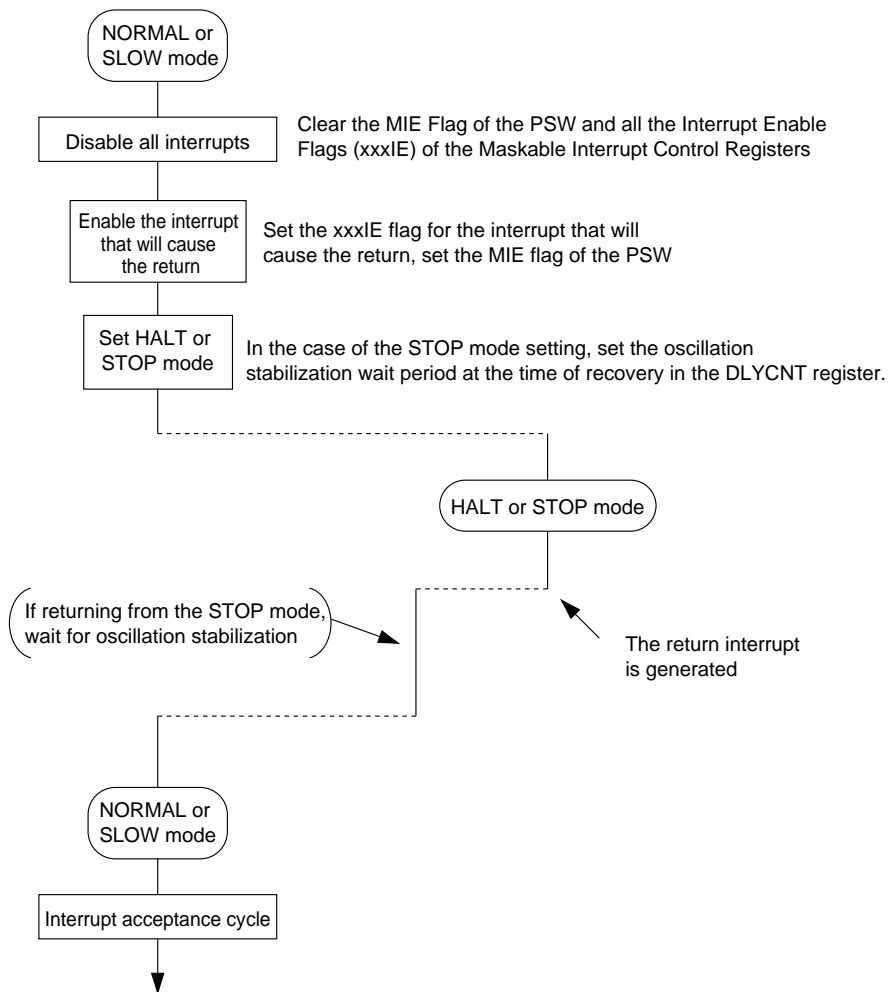 NORMAL or
SLOW mode
Disable all interrupts
Clear the MIE Flag of the PSW and all the Interrupt Enable
Flags (xxxIE) of the Maskable Interrupt Control Registers
Enable the interrupt
that will cause
the return
Set the xxxIE flag for the interrupt that will
cause the return, set the MIE flag of the PSW
Set HALT or
STOP mode
In the case of the STOP mode setting, set the oscillation
stabilization wait period at the time of recovery in the DLYCNT register.
HALT or STOP mode
If returning from the STOP mode,
wait for oscillation stabilization
The return interrupt
is generated
NORMAL or
SLOW mode
Interrupt acceptance cycle